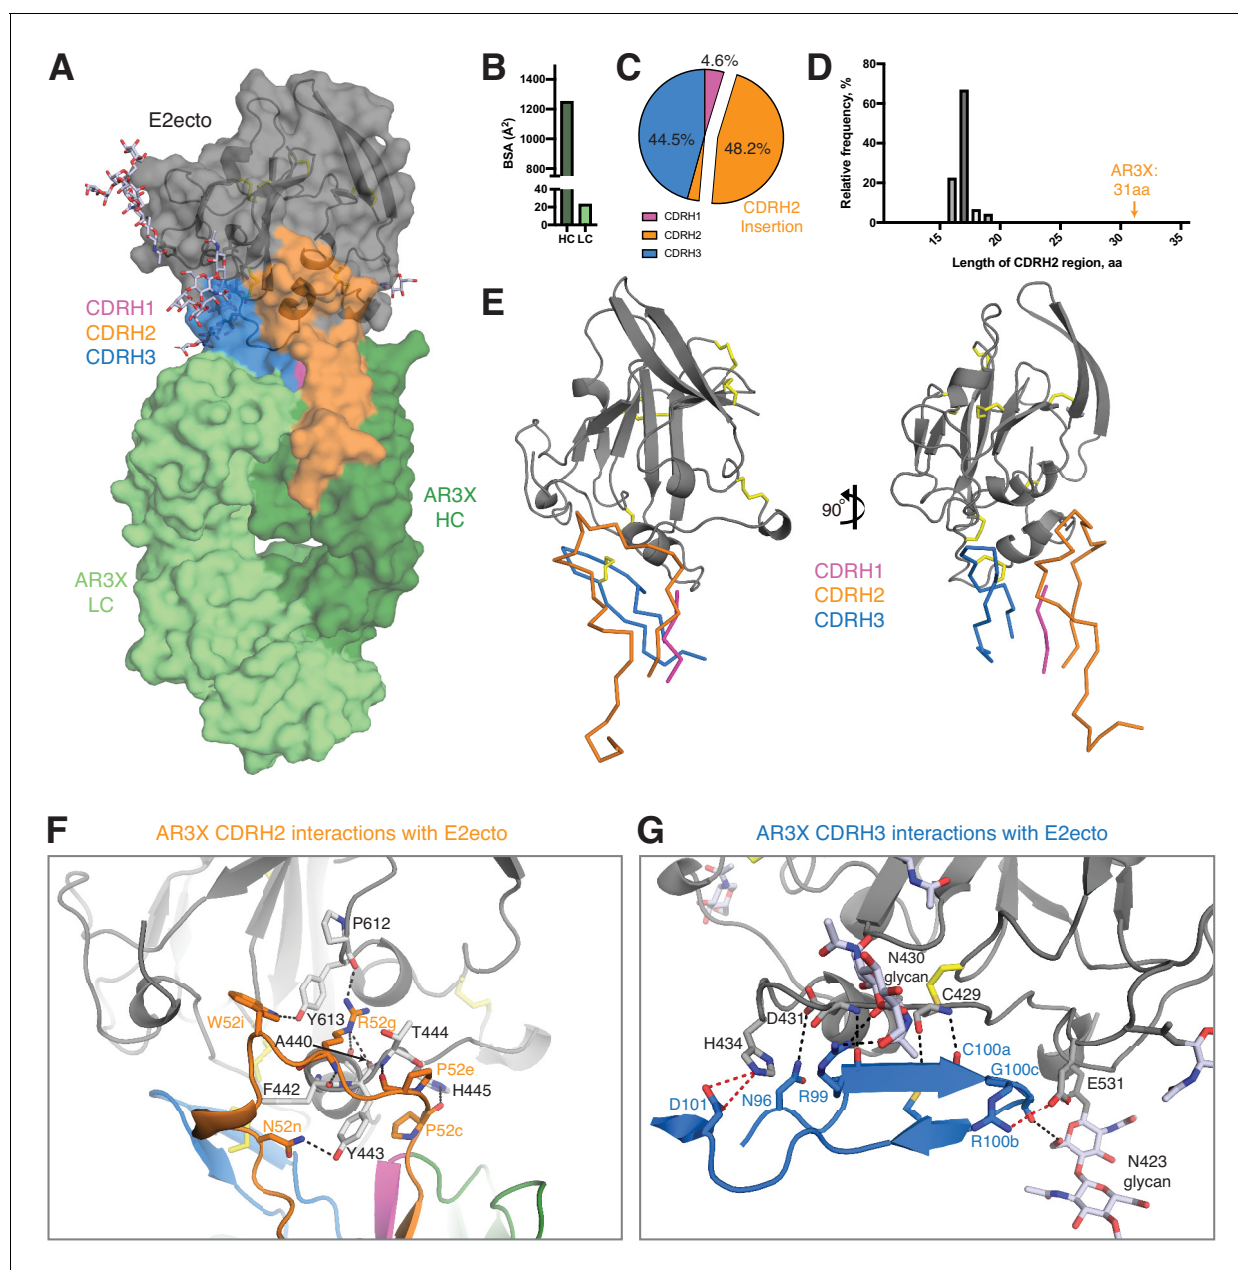 A
E2ecto
CDRH1
CDRH2
CDRH3
AR3X
HC
AR3X
LC
B
BSA (Å²)
1400
1200
1000
800
600
40
20
0
HC LC
C
4.6%
44.5%
48.2%
CDRH2
Insertion
CDRH1
CDRH2
CDRH3
D
Relative frequency, %
80
60
40
20
0
AR3X:
31aa
15 20 25 30 35
Length of CDRH2 region, aa
E
90°
CDRH1
CDRH2
CDRH3
F
AR3X CDRH2 interactions with E2ecto
P612
W52i
Y613
R52g
A440
T444
P52e
F442
H445
N52n
P52c
Y443
G
AR3X CDRH3 interactions with E2ecto
N430
glycan
C429
D431
H434
C100a
G100c
E531
R99
N96
D101
R100b
N423
glycan